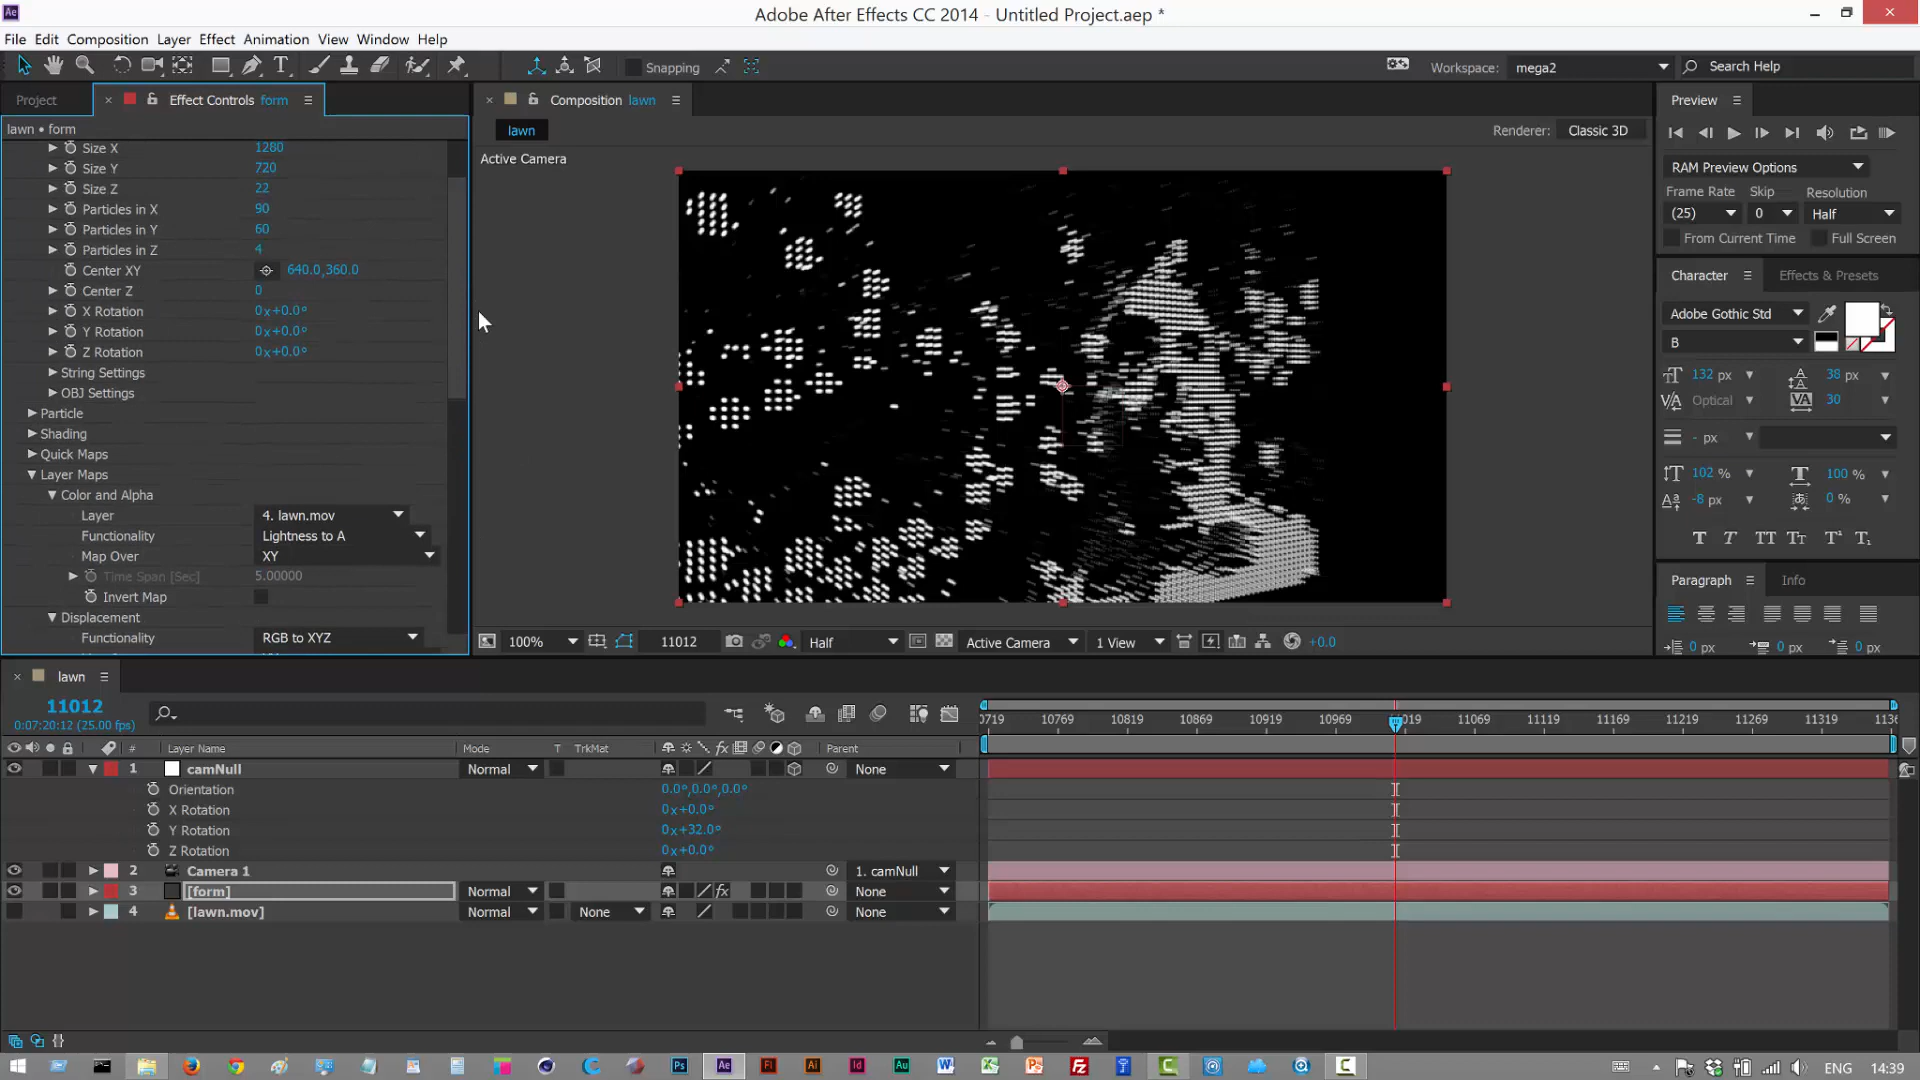 Adobe After Effects CC 2014 - Untitled Project.aep *
File Edit Composition Layer Effect Animation View Window Help
Snapping
Workspace: mega2
Search Help
Project
Effect Controls form
Composition lawn
Preview
lawn • form
lawn
Renderer: Classic 3D
Active Camera
Size X 1280
Size Y 720
Size Z 22
Particles in X 90
Particles in Y 60
Particles in Z 4
Center XY 640.0,360.0
Center Z 0
X Rotation 0x+0.0°
Y Rotation 0x+0.0°
Z Rotation 0x+0.0°
String Settings
OBJ Settings
Particle
Shading
Quick Maps
Layer Maps
Color and Alpha
Layer 4. lawn.mov
Functionality Lightness to A
Map Over XY
Time Span [Sec] 5.00000
Invert Map
Displacement
Functionality RGB to XYZ
100% 11012 Half Active Camera 1 View +0.0
RAM Preview Options
Frame Rate Skip Resolution
(25) 0 Half
From Current Time Full Screen
Character Effects & Presets
Adobe Gothic Std
B
132 px 38 px
Optical 30
- px
102 % 100 %
-8 px 0 %
T T TT Tt T¹ T₁
Paragraph Info
0 px 0 px 0 px
lawn
11012
0:07:20:12 (25.00 fps)
0719 10769 10819 10869 10919 10969 019 11069 11119 11169 11219 11269 11319 1136
# Layer Name Mode T TrkMat Parent
1 camNull Normal None
Orientation 0.0°,0.0°,0.0°
X Rotation 0x+0.0°
Y Rotation 0x+32.0°
Z Rotation 0x+0.0°
2 Camera 1 1. camNull
3 [form] Normal None
4 [lawn.mov] Normal None None
ENG 14:39